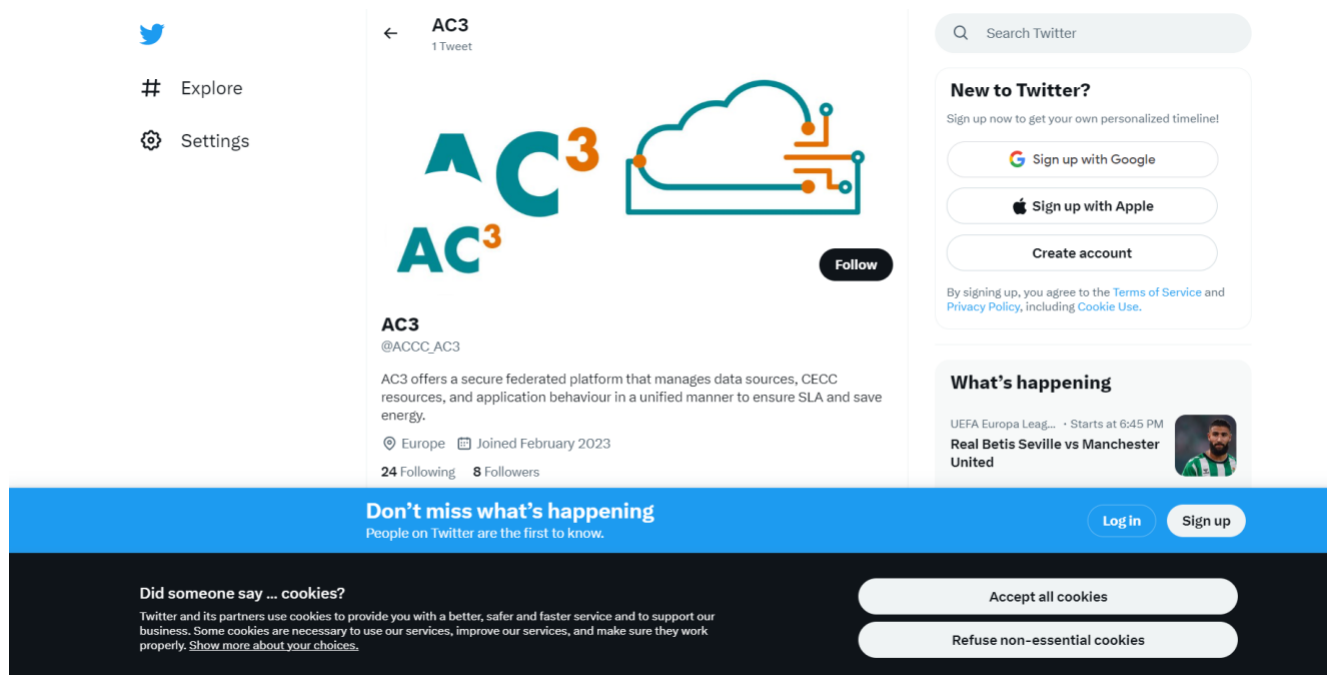 Explore
Settings
AC3
1 Tweet
AC3
AC3
Follow
AC3
@ACCC_AC3
AC3 offers a secure federated platform that manages data sources, CECC
resources, and application behaviour in a unified manner to ensure SLA and save
energy.
Europe Joined February 2023
24 Following 8 Followers
Search Twitter
New to Twitter?
Sign up now to get your own personalized timeline!
Sign up with Google
Sign up with Apple
Create account
By signing up, you agree to the Terms of Service and
Privacy Policy, including Cookie Use.
What's happening
UEFA Europa Leag... · Starts at 6:45 PM
Real Betis Seville vs Manchester
United
Don't miss what's happening
People on Twitter are the first to know.
Log in
Sign up
Did someone say … cookies?
Twitter and its partners use cookies to provide you with a better, safer and faster service and to support our
business. Some cookies are necessary to use our services, improve our services, and make sure they work
properly. Show more about your choices.
Accept all cookies
Refuse non-essential cookies